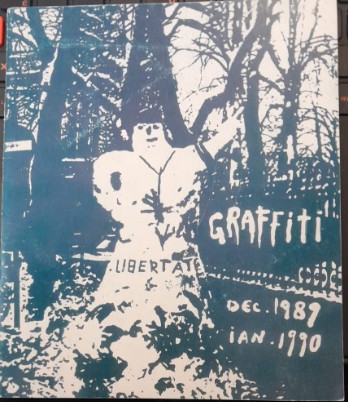 GRAFFITI
LIBERTATE
DEC. 1989
iAN. 1990